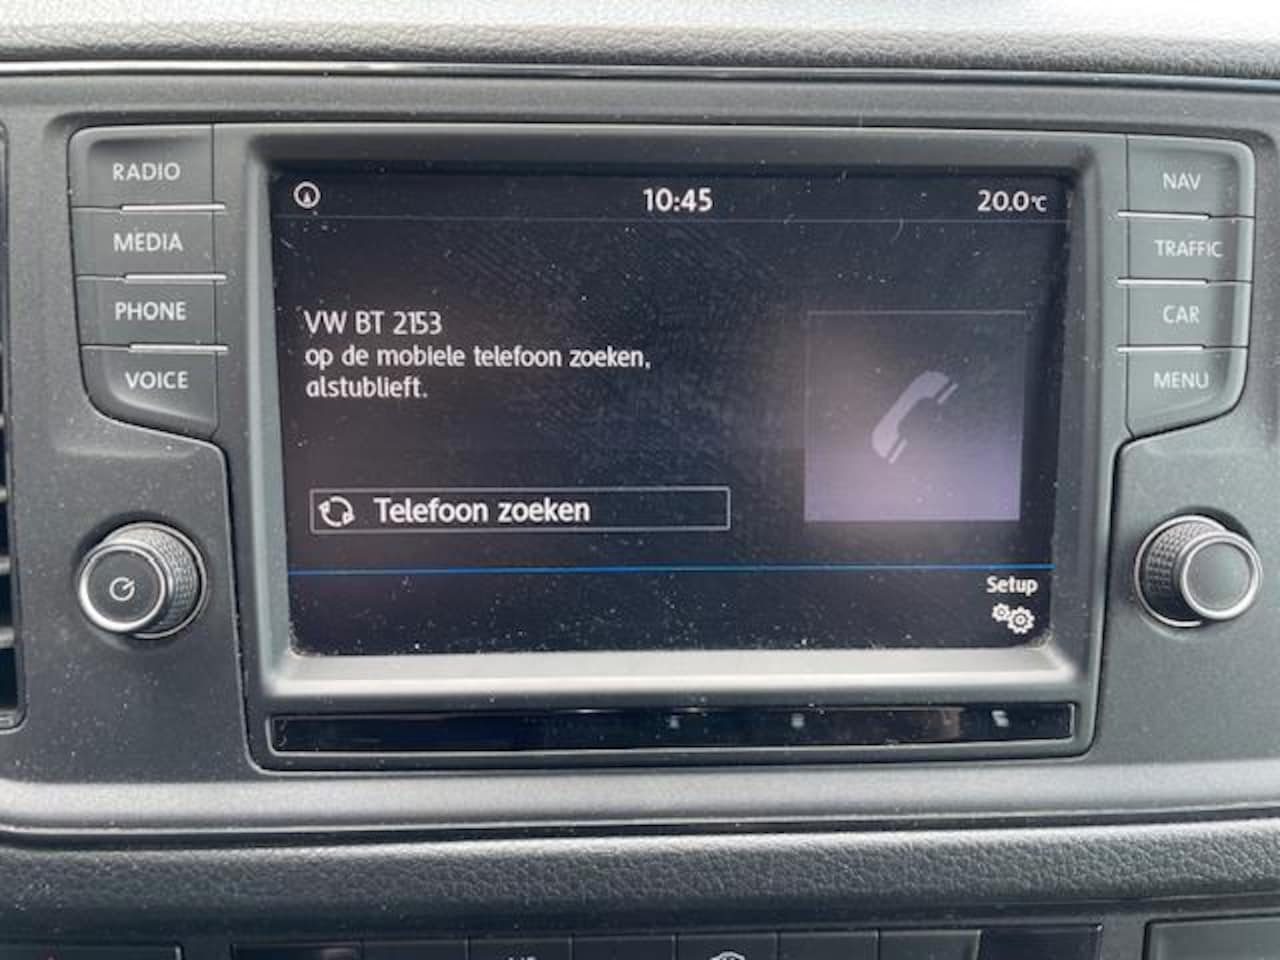 RADIO
MEDIA
PHONE
VOICE
10:45
20.0°C
VW BT 2153
op de mobiele telefoon zoeken,
alstublieft.
Telefoon zoeken
Setup
NAV
TRAFFIC
CAR
MENU